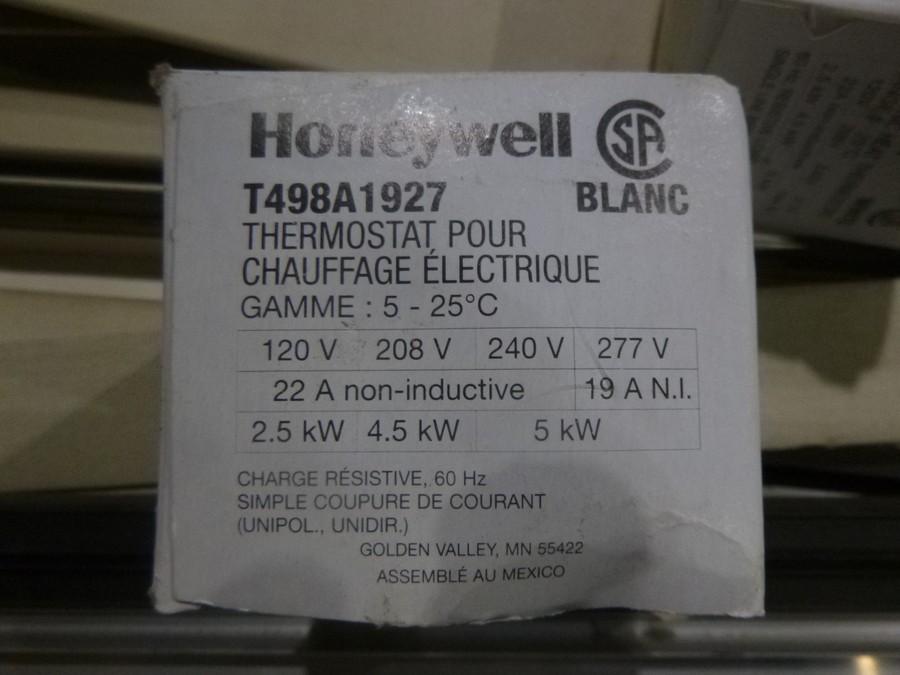 Honeywell SA
T498A1927 BLANC
THERMOSTAT POUR
CHAUFFAGE ÉLECTRIQUE
GAMME : 5 - 25°C
120 V 208 V 240 V 277 V
22 A non-inductive 19 A N.I.
2.5 kW 4.5 kW 5 kW
CHARGE RÉSISTIVE, 60 Hz
SIMPLE COUPURE DE COURANT
(UNIPOL., UNIDIR.)
GOLDEN VALLEY, MN 55422
ASSEMBLÉ AU MEXICO